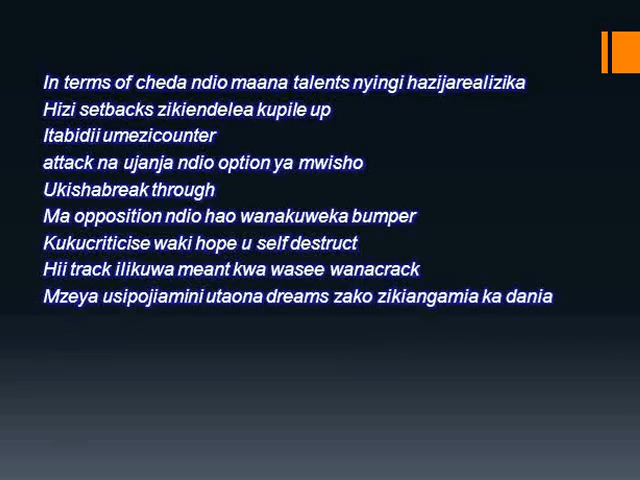 In terms of cheda ndio maana talents nyingi hazijarealizika
Hizi setbacks zikiendelea kupile up
Itabidii umezicounter
attack na ujanja ndio option ya mwisho
Ukishabreak through
Ma opposition ndio hao wanakuweka bumper
Kukucriticise waki hope u self destruct
Hii track ilikuwa meant kwa wasee wanacrack
Mzeya usipojiamini utaona dreams zako zikiangamia ka dania